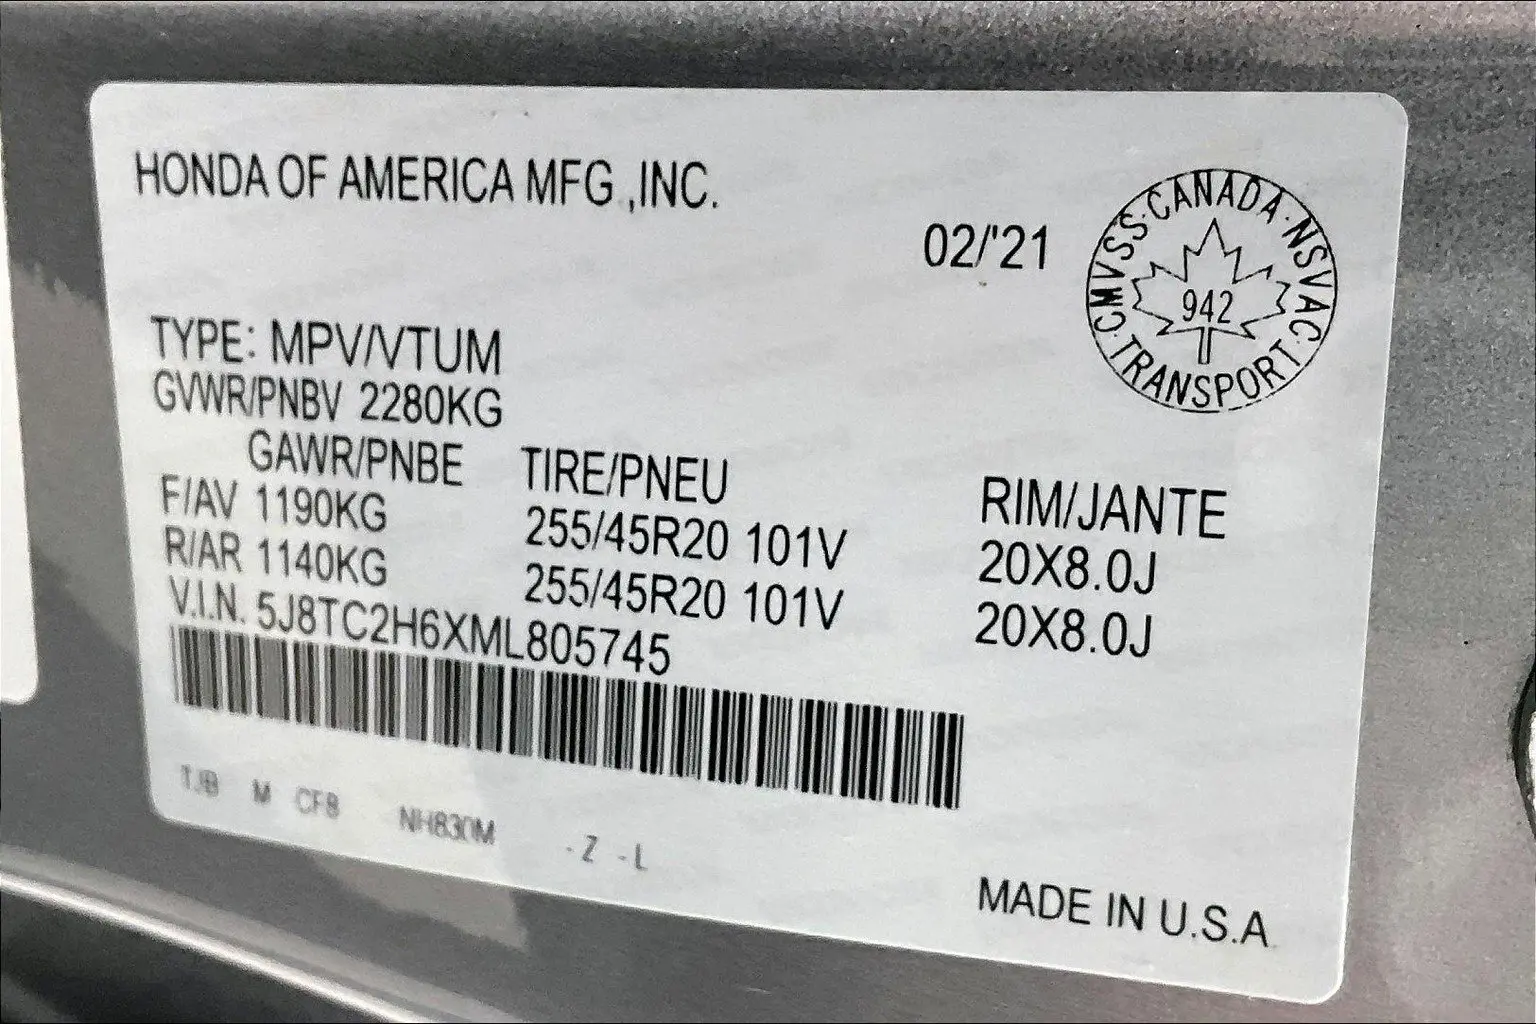 HONDA OF AMERICA MFG.,INC.
02/'21
CMVSS · CANADA · NSVAC · TRANSPORT
942
TYPE: MPV/VTUM
GVWR/PNBV 2280KG
GAWR/PNBE TIRE/PNEU RIM/JANTE
F/AV 1190KG 255/45R20 101V 20X8.0J
R/AR 1140KG 255/45R20 101V 20X8.0J
V.I.N. 5J8TC2H6XML805745
TJB M CF8 NH830M -Z -L
MADE IN U.S.A